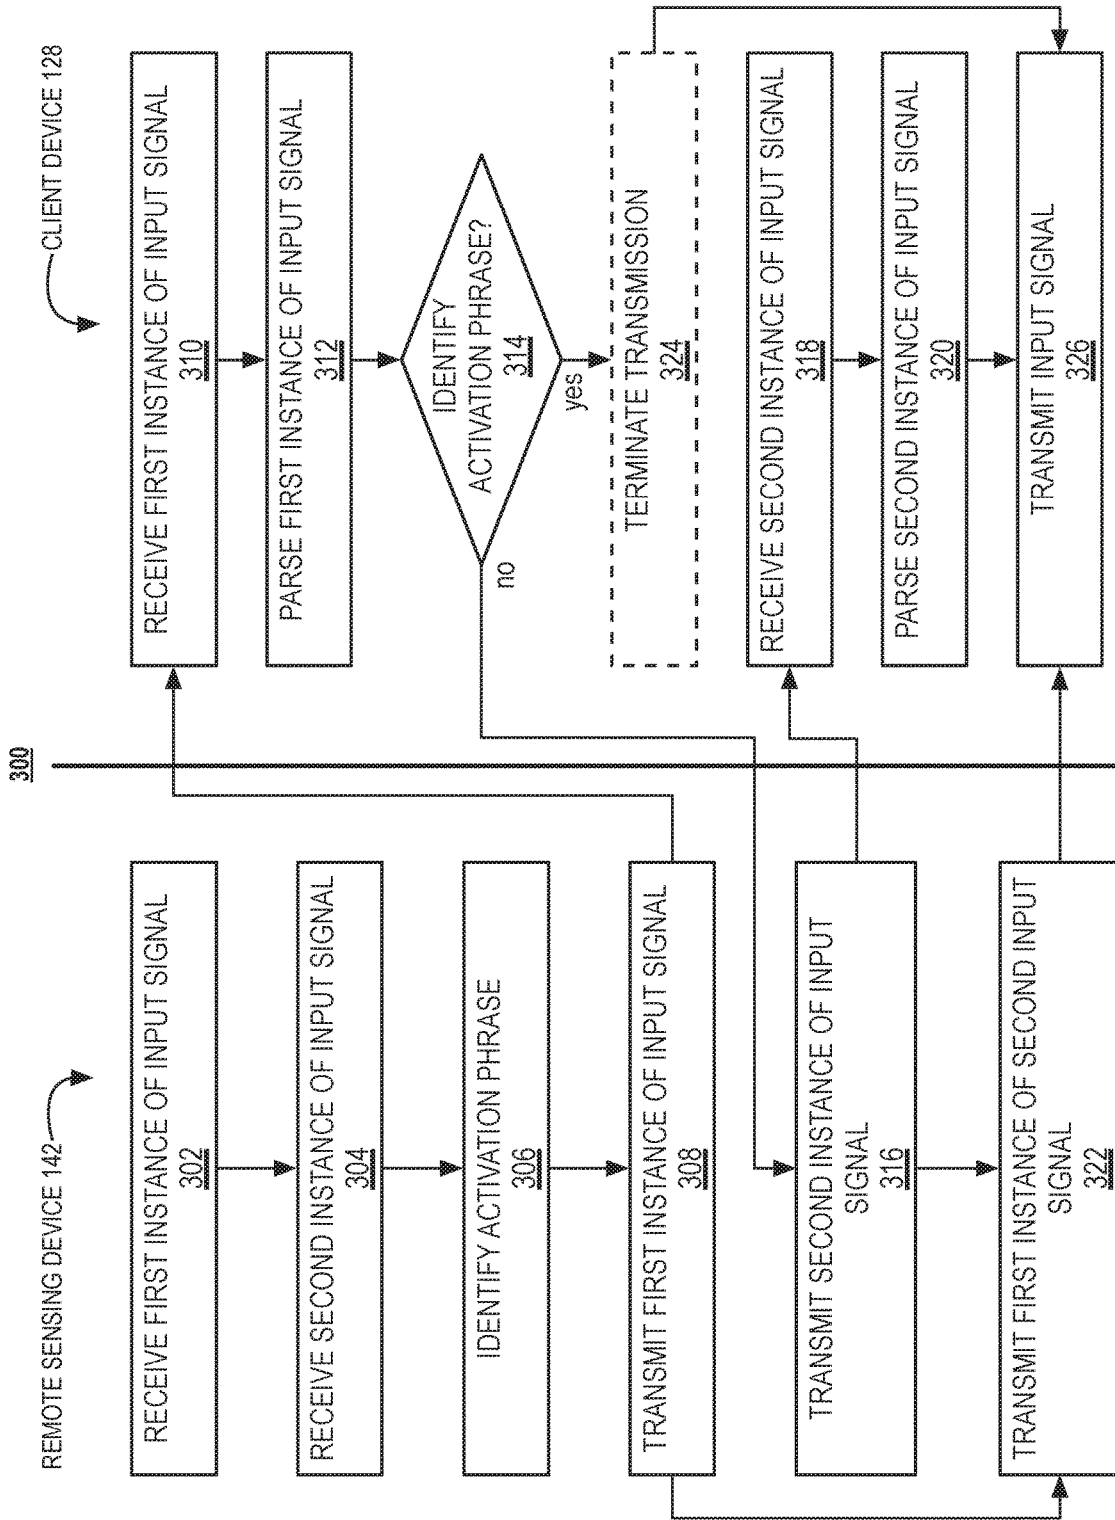 300
REMOTE SENSING DEVICE 142
RECEIVE FIRST INSTANCE OF INPUT SIGNAL
302
RECEIVE SECOND INSTANCE OF INPUT SIGNAL
304
IDENTIFY ACTIVATION PHRASE
306
TRANSMIT FIRST INSTANCE OF INPUT SIGNAL
308
TRANSMIT SECOND INSTANCE OF INPUT
SIGNAL
316
TRANSMIT FIRST INSTANCE OF SECOND INPUT
SIGNAL
322
CLIENT DEVICE 128
RECEIVE FIRST INSTANCE OF INPUT SIGNAL
310
PARSE FIRST INSTANCE OF INPUT SIGNAL
312
IDENTIFY
ACTIVATION PHRASE?
314
no
yes
TERMINATE TRANSMISSION
324
RECEIVE SECOND INSTANCE OF INPUT SIGNAL
318
PARSE SECOND INSTANCE OF INPUT SIGNAL
320
TRANSMIT INPUT SIGNAL
326